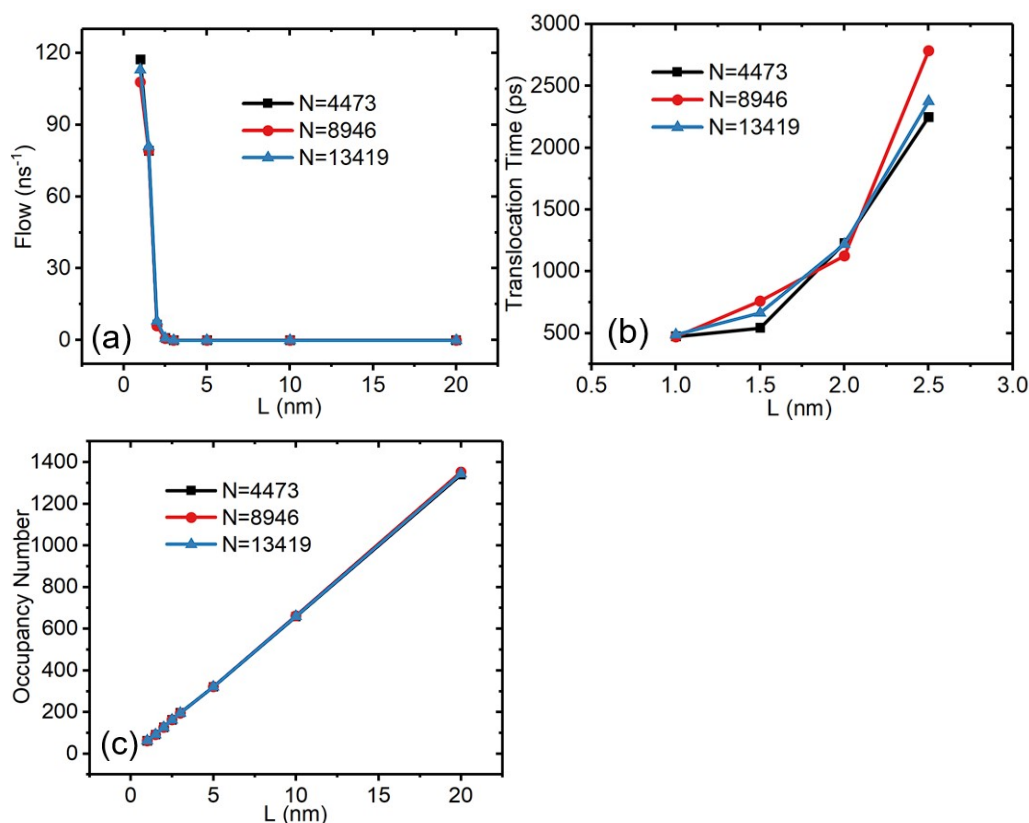 120
90
60
30
0
Flow (ns⁻¹)
N=4473
N=8946
N=13419
(a)
0 5 10 15 20
L (nm)
3000
2500
2000
1500
1000
500
Translocation Time (ps)
N=4473
N=8946
N=13419
(b)
0.5 1.0 1.5 2.0 2.5 3.0
L (nm)
1400
1200
1000
800
600
400
200
0
Occupancy Number
N=4473
N=8946
N=13419
(c)
0 5 10 15 20
L (nm)